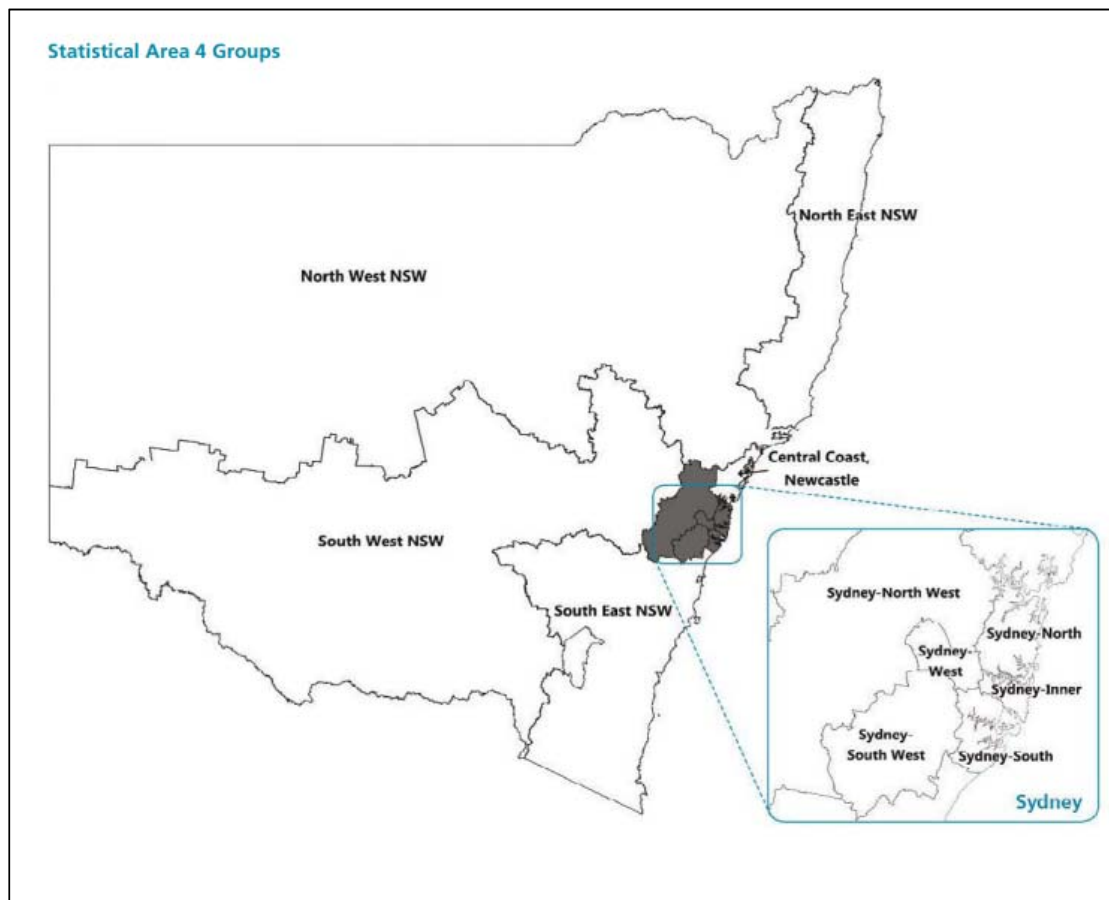 Statistical Area 4 Groups
North East NSW
North West NSW
Central Coast,
Newcastle
South West NSW
South East NSW
Sydney-North West
Sydney-North
Sydney-
West
Sydney-Inner
Sydney-
South West
Sydney-South
Sydney